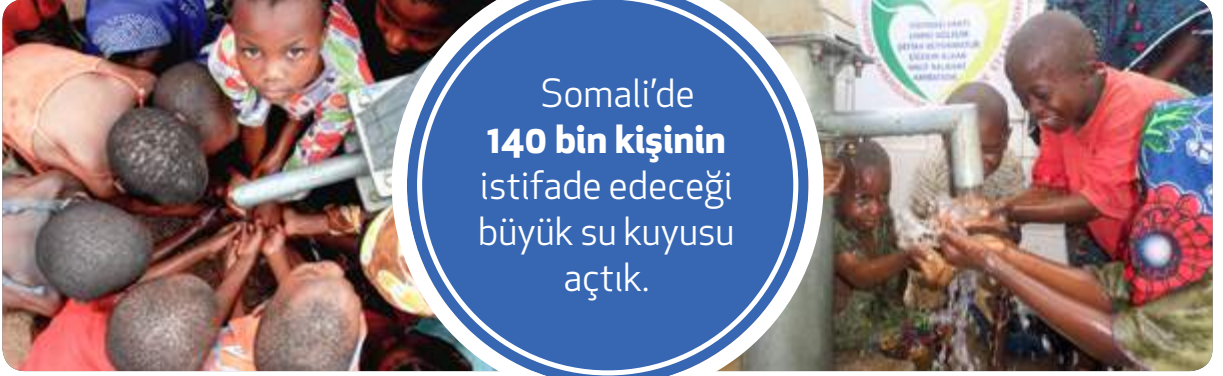 Somali’de
140 bin kişinin
istifade edeceği
büyük su kuyusu
açtık.